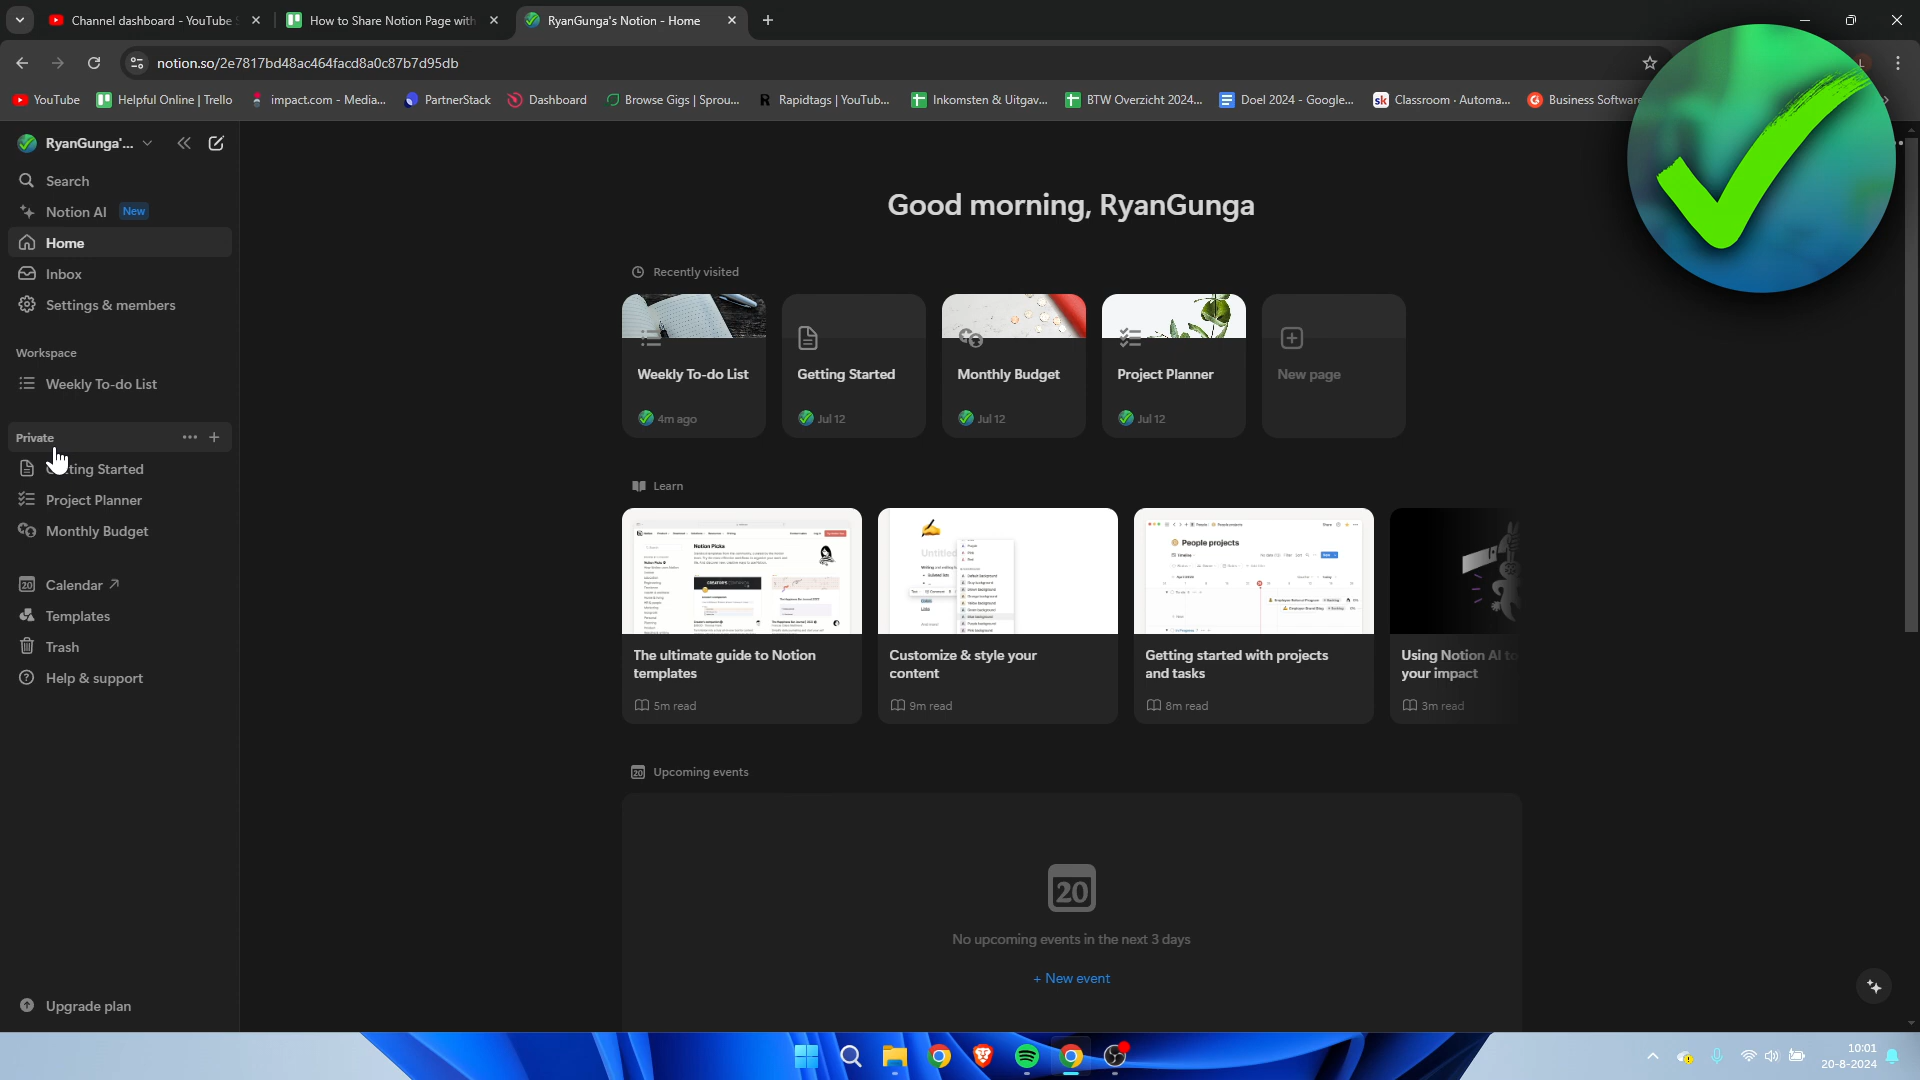 Channel dashboard - YouTube
How to Share Notion Page with
RyanGunga's Notion - Home
notion.so/2e7817bd48ac464facd8a0c87b7d95db
YouTube
Helpful Online | Trello
impact.com - Media...
PartnerStack
Dashboard
Browse Gigs | Sprou...
Rapidtags | YouTub...
Inkomsten & Uitgav...
BTW Overzicht 2024...
Doel 2024 - Google...
Classroom · Automa...
Business Software
RyanGunga'...
Search
Notion AI New
Home
Inbox
Settings & members
Workspace
Weekly To-do List
Private
Getting Started
Project Planner
Monthly Budget
Calendar
Templates
Trash
Help & support
Upgrade plan
Good morning, RyanGunga
Recently visited
Weekly To-do List
4m ago
Getting Started
Jul 12
Monthly Budget
Jul 12
Project Planner
Jul 12
New page
Learn
Notion Picks
The ultimate guide to Notion
templates
5m read
Untitled
Customize & style your
content
9m read
People projects
Getting started with projects
and tasks
8m read
Using Notion AI to
your impact
3m read
Upcoming events
20
No upcoming events in the next 3 days
+ New event
10:01
20-8-2024